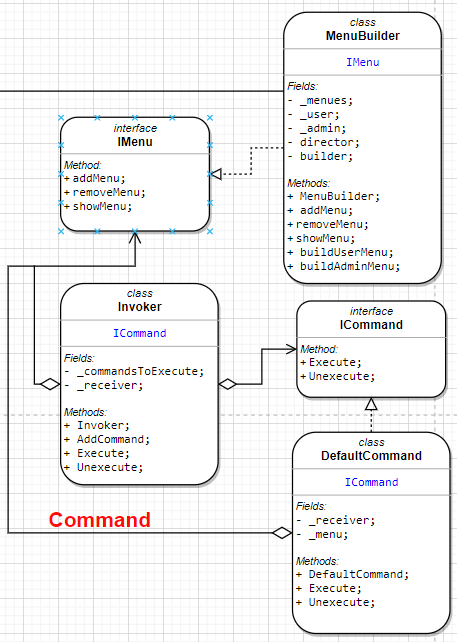 class
MenuBuilder
IMenu
Fields:
- _menues;
- _user;
- _admin;
- director;
- builder;
Methods:
+ MenuBuilder;
+ addMenu;
+removeMenu;
+showMenu;
+ buildUserMenu;
+ buildAdminMenu;
interface
IMenu
Method:
+ addMenu;
+ removeMenu;
+ showMenu;
class
Invoker
ICommand
Fields:
- _commandsToExecute;
- _receiver;
Methods:
+ Invoker;
+ AddCommand;
+ Execute;
+ Unexecute;
interface
ICommand
Method:
+ Execute;
+ Unexecute;
Command
class
DefaultCommand
ICommand
Fields:
- _receiver;
- _menu;
Methods:
+ DefaultCommand;
+ Execute;
+ Unexecute;